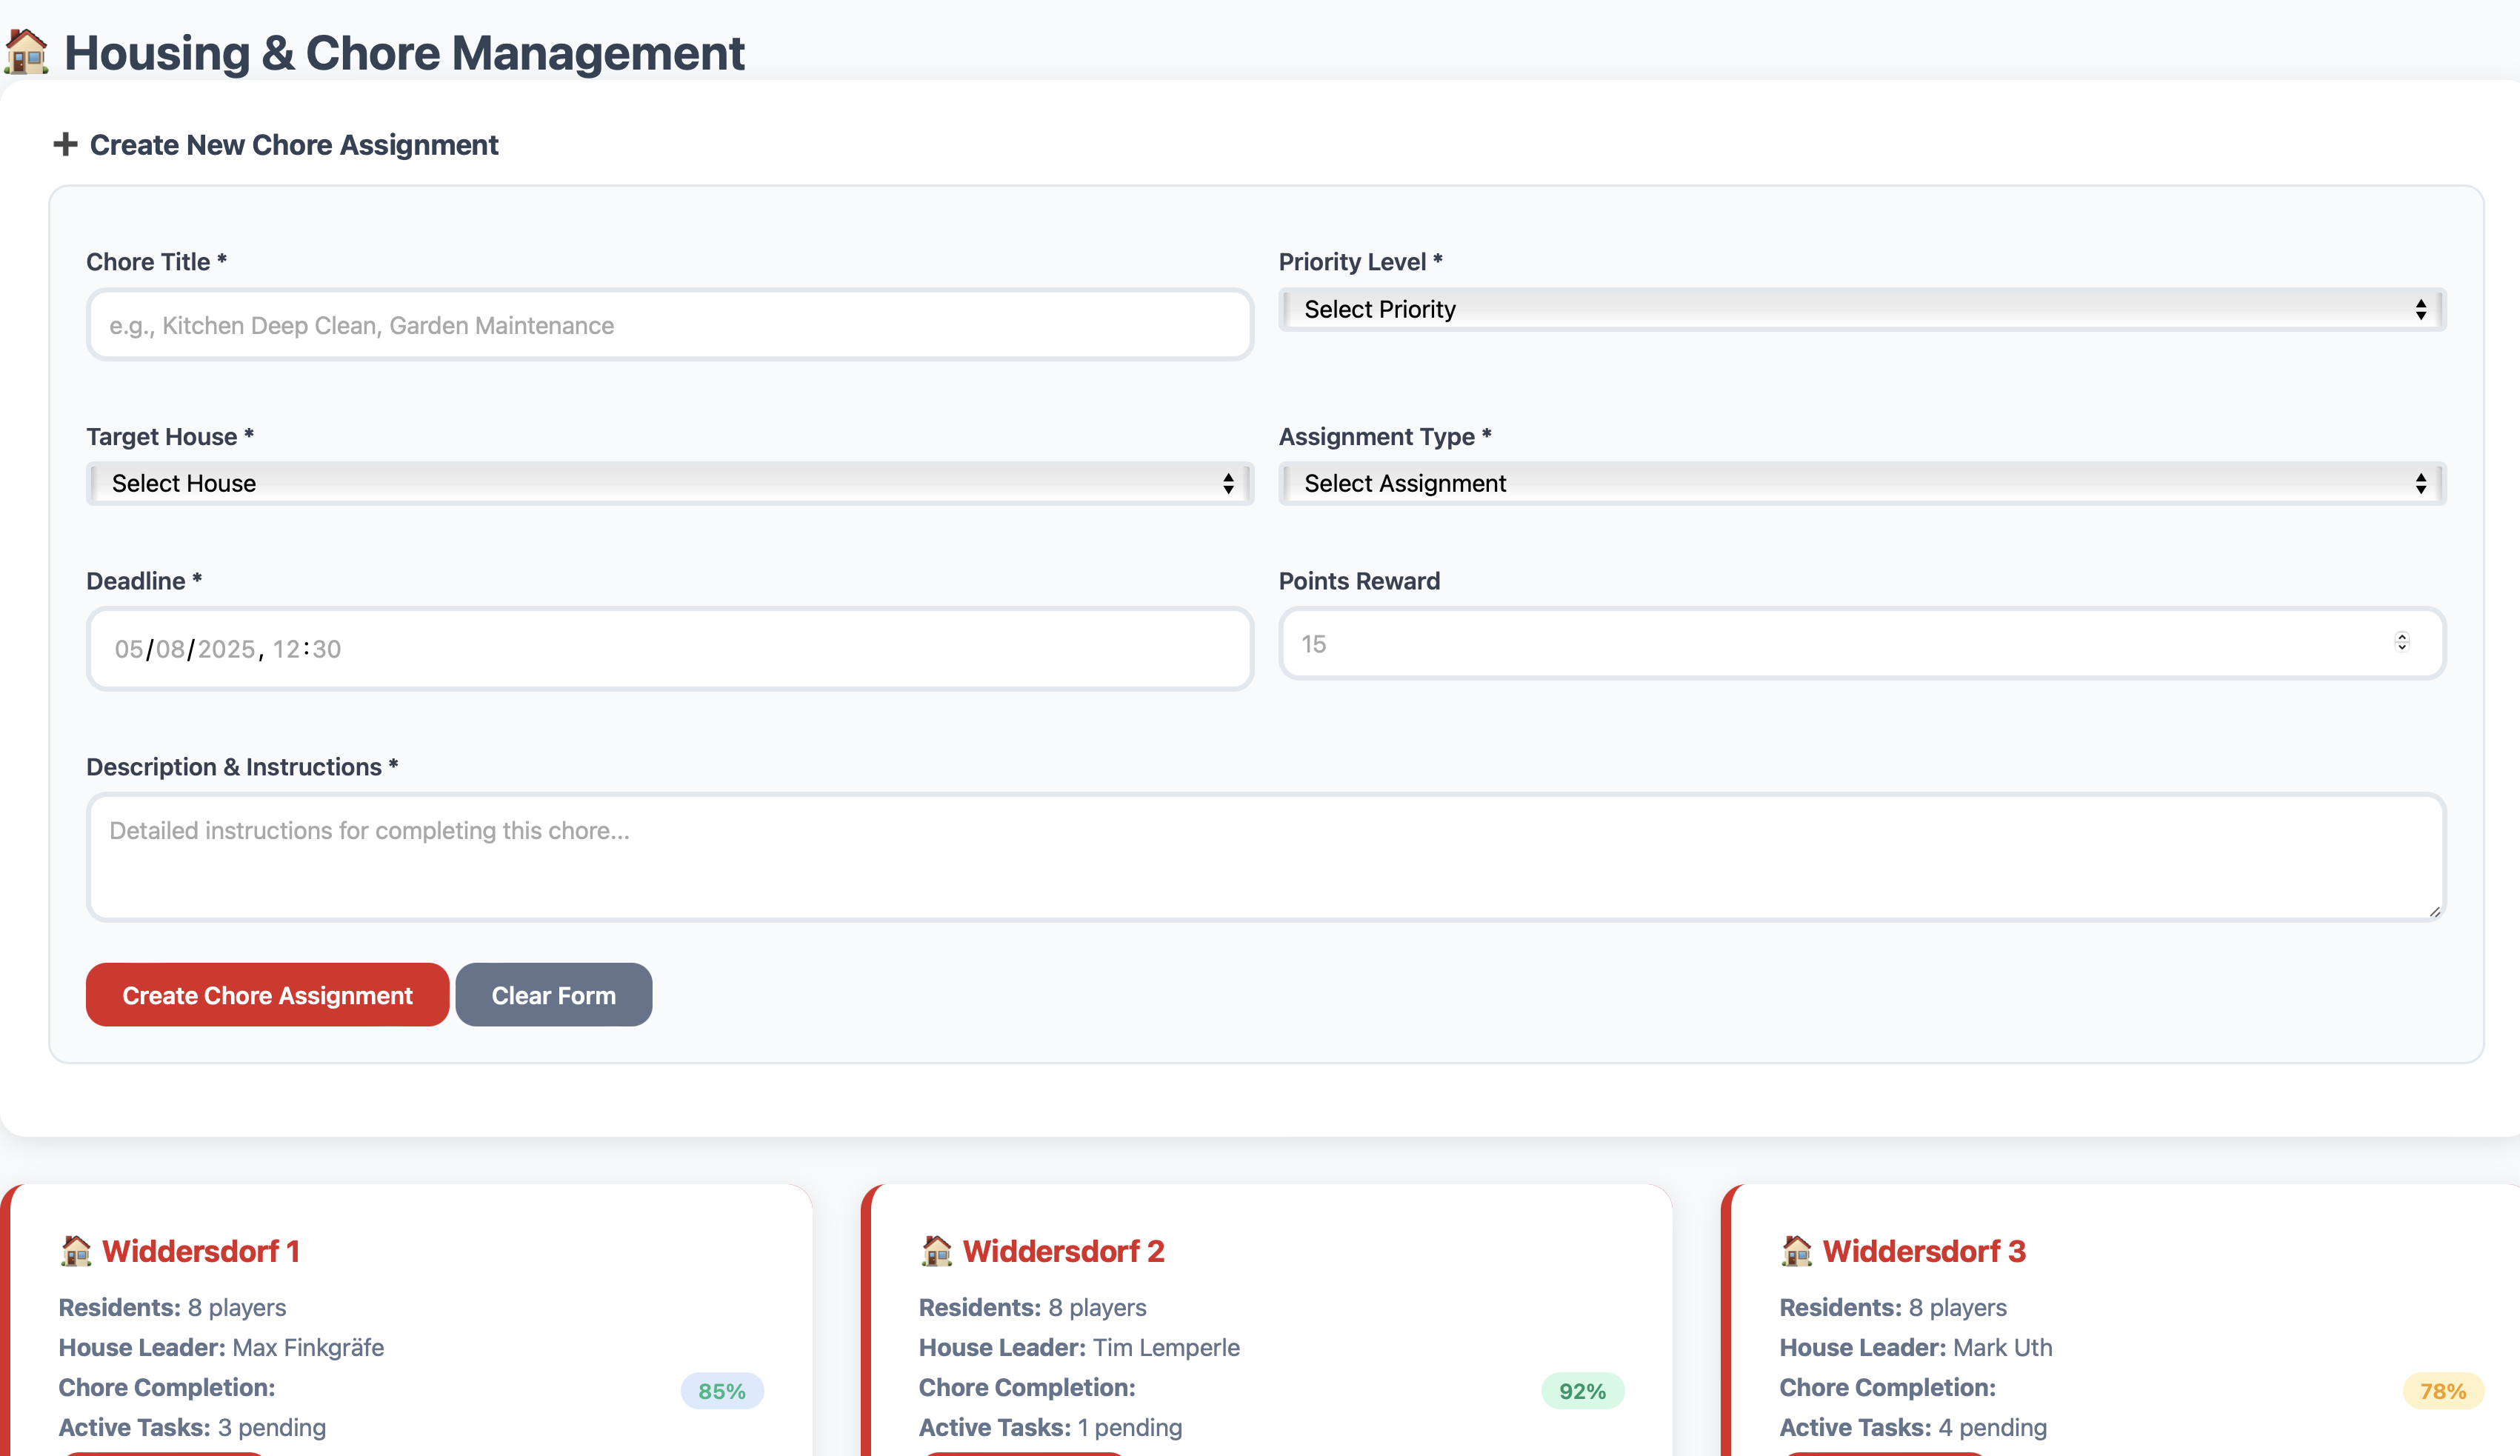 Housing & Chore Management
Create New Chore Assignment
Chore Title *
Priority Level *
e.g., Kitchen Deep Clean, Garden Maintenance
Select Priority
Target House *
Assignment Type *
Select House
Select Assignment
Deadline *
Points Reward
05/08/2025, 12:30
15
Description & Instructions *
Detailed instructions for completing this chore...
Create Chore Assignment
Clear Form
Widdersdorf 1
Residents: 8 players
House Leader: Max Finkgräfe
Chore Completion: 85%
Active Tasks: 3 pending
Widdersdorf 2
Residents: 8 players
House Leader: Tim Lemperle
Chore Completion: 92%
Active Tasks: 1 pending
Widdersdorf 3
Residents: 8 players
House Leader: Mark Uth
Chore Completion: 78%
Active Tasks: 4 pending